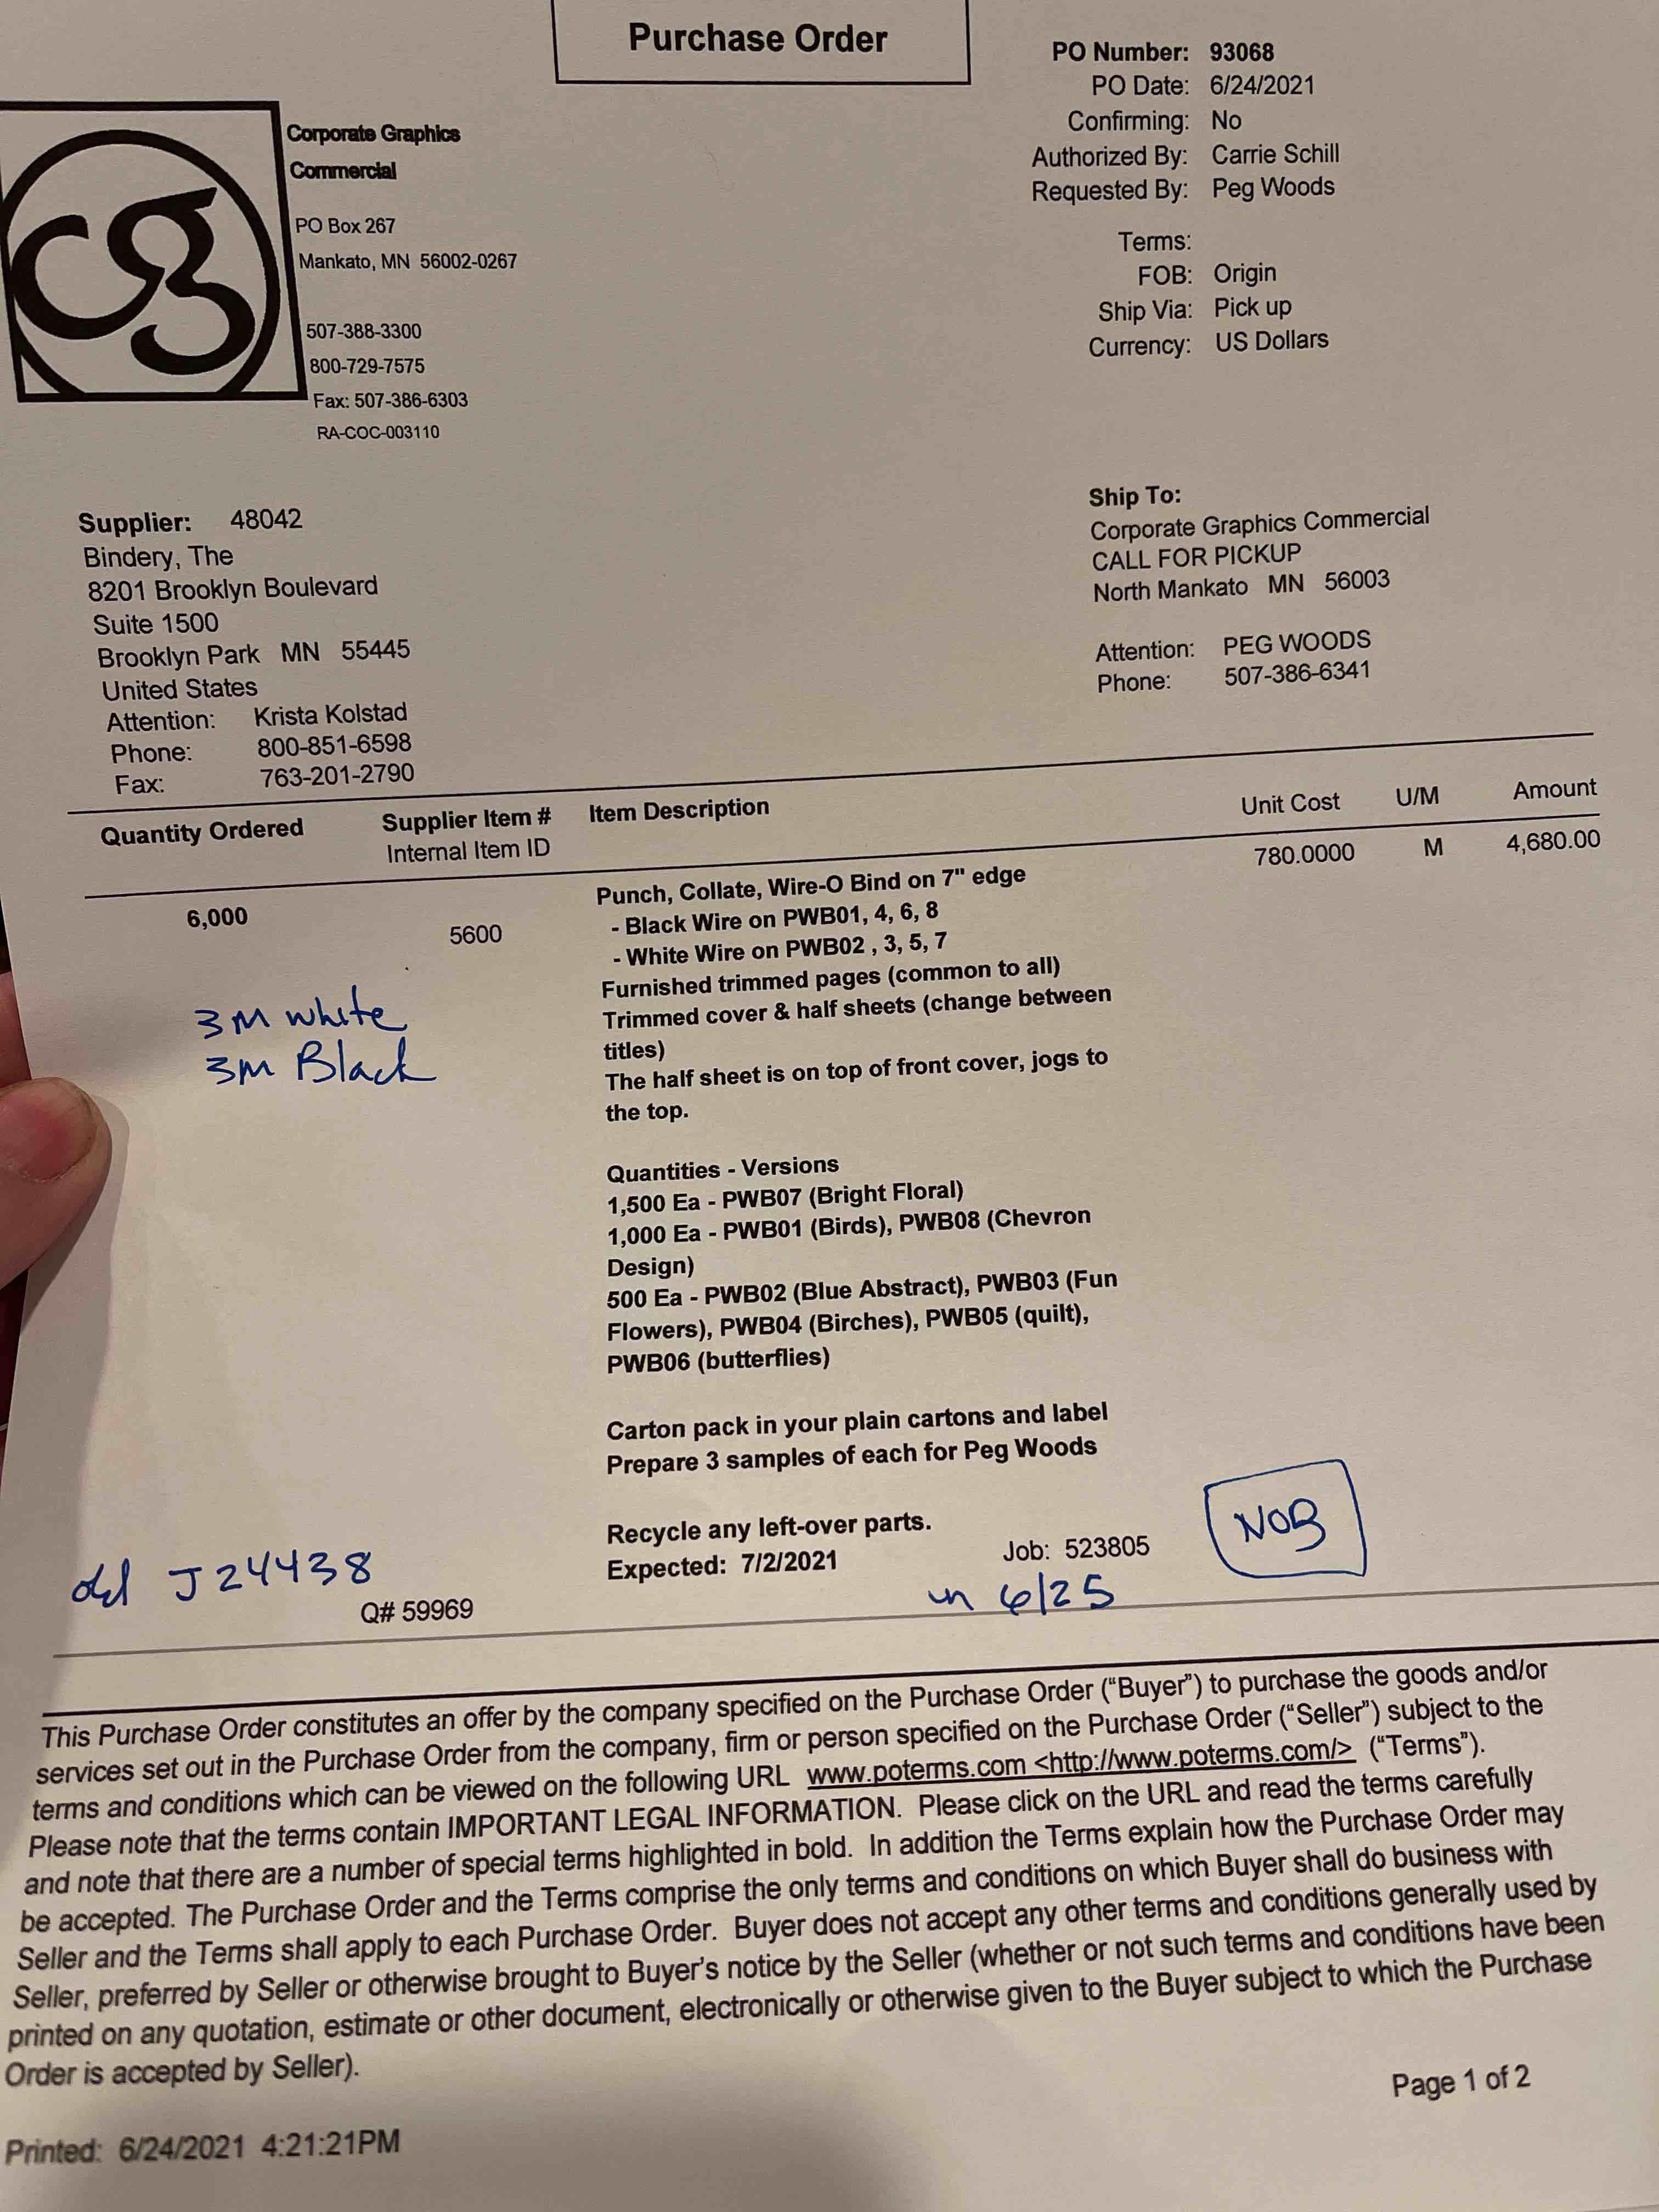 Purchase Order
PO Number: 93068
PO Date: 6/24/2021
Confirming: No
Authorized By: Carrie Schill
Requested By: Peg Woods
Terms:
FOB: Origin
Ship Via: Pick up
Currency: US Dollars
cg
Corporate Graphics
Commercial
PO Box 267
Mankato, MN 56002-0267
507-388-3300
800-729-7575
Fax: 507-386-6303
RA-COC-003110
Supplier: 48042
Bindery, The
8201 Brooklyn Boulevard
Suite 1500
Brooklyn Park MN 55445
United States
Attention: Krista Kolstad
Phone: 800-851-6598
Fax: 763-201-2790
Ship To:
Corporate Graphics Commercial
CALL FOR PICKUP
North Mankato MN 56003
Attention: PEG WOODS
Phone: 507-386-6341
Quantity Ordered Supplier Item # Item Description Unit Cost U/M Amount
Internal Item ID
6,000 5600 Punch, Collate, Wire-O Bind on 7" edge 780.0000 M 4,680.00
- Black Wire on PWB01, 4, 6, 8
- White Wire on PWB02 , 3, 5, 7
Furnished trimmed pages (common to all)
Trimmed cover & half sheets (change between
titles)
The half sheet is on top of front cover, jogs to
the top.
3M white
3M Black
Quantities - Versions
1,500 Ea - PWB07 (Bright Floral)
1,000 Ea - PWB01 (Birds), PWB08 (Chevron
Design)
500 Ea - PWB02 (Blue Abstract), PWB03 (Fun
Flowers), PWB04 (Birches), PWB05 (quilt),
PWB06 (butterflies)
Carton pack in your plain cartons and label
Prepare 3 samples of each for Peg Woods
Recycle any left-over parts.
Expected: 7/2/2021 Job: 523805
NOB
old J24438
Q# 59969
in 6/25
This Purchase Order constitutes an offer by the company specified on the Purchase Order (“Buyer”) to purchase the goods and/or
services set out in the Purchase Order from the company, firm or person specified on the Purchase Order (“Seller”) subject to the
terms and conditions which can be viewed on the following URL www.poterms.com <http://www.poterms.com/> (“Terms”).
Please note that the terms contain IMPORTANT LEGAL INFORMATION. Please click on the URL and read the terms carefully
and note that there are a number of special terms highlighted in bold. In addition the Terms explain how the Purchase Order may
be accepted. The Purchase Order and the Terms comprise the only terms and conditions on which Buyer shall do business with
Seller and the Terms shall apply to each Purchase Order. Buyer does not accept any other terms and conditions generally used by
Seller, preferred by Seller or otherwise brought to Buyer’s notice by the Seller (whether or not such terms and conditions have been
printed on any quotation, estimate or other document, electronically or otherwise given to the Buyer subject to which the Purchase
Order is accepted by Seller).
Page 1 of 2
Printed: 6/24/2021 4:21:21PM